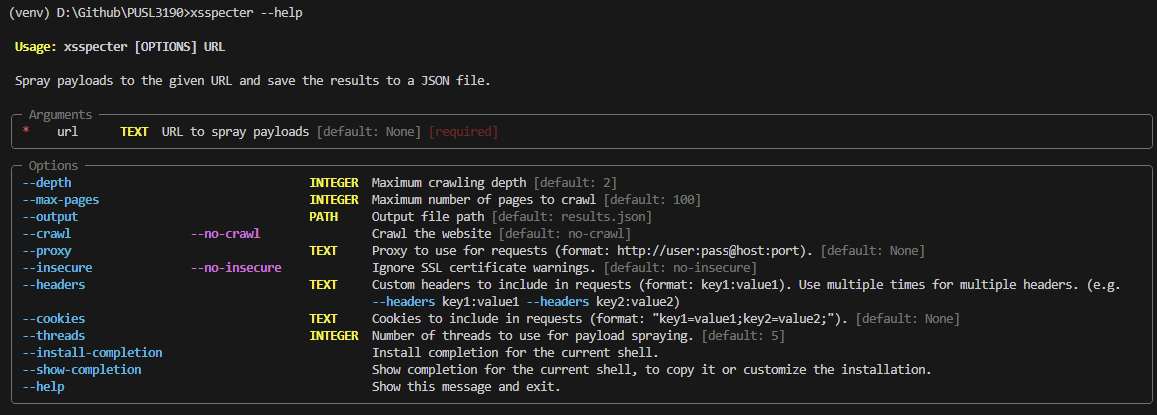 (venv) D:\Github\PUSL3190>xsspecter --help
Usage: xsspecter [OPTIONS] URL
Spray payloads to the given URL and save the results to a JSON file.
Arguments
* url TEXT URL to spray payloads [default: None] [required]
Options
--depth INTEGER Maximum crawling depth [default: 2]
--max-pages INTEGER Maximum number of pages to crawl [default: 100]
--output PATH Output file path [default: results.json]
--crawl --no-crawl Crawl the website [default: no-crawl]
--proxy TEXT Proxy to use for requests (format: http://user:pass@host:port). [default: None]
--insecure --no-insecure Ignore SSL certificate warnings. [default: no-insecure]
--headers TEXT Custom headers to include in requests (format: key1:value1). Use multiple times for multiple headers. (e.g.
--headers key1:value1 --headers key2:value2)
--cookies TEXT Cookies to include in requests (format: "key1=value1;key2=value2;"). [default: None]
--threads INTEGER Number of threads to use for payload spraying. [default: 5]
--install-completion Install completion for the current shell.
--show-completion Show completion for the current shell, to copy it or customize the installation.
--help Show this message and exit.